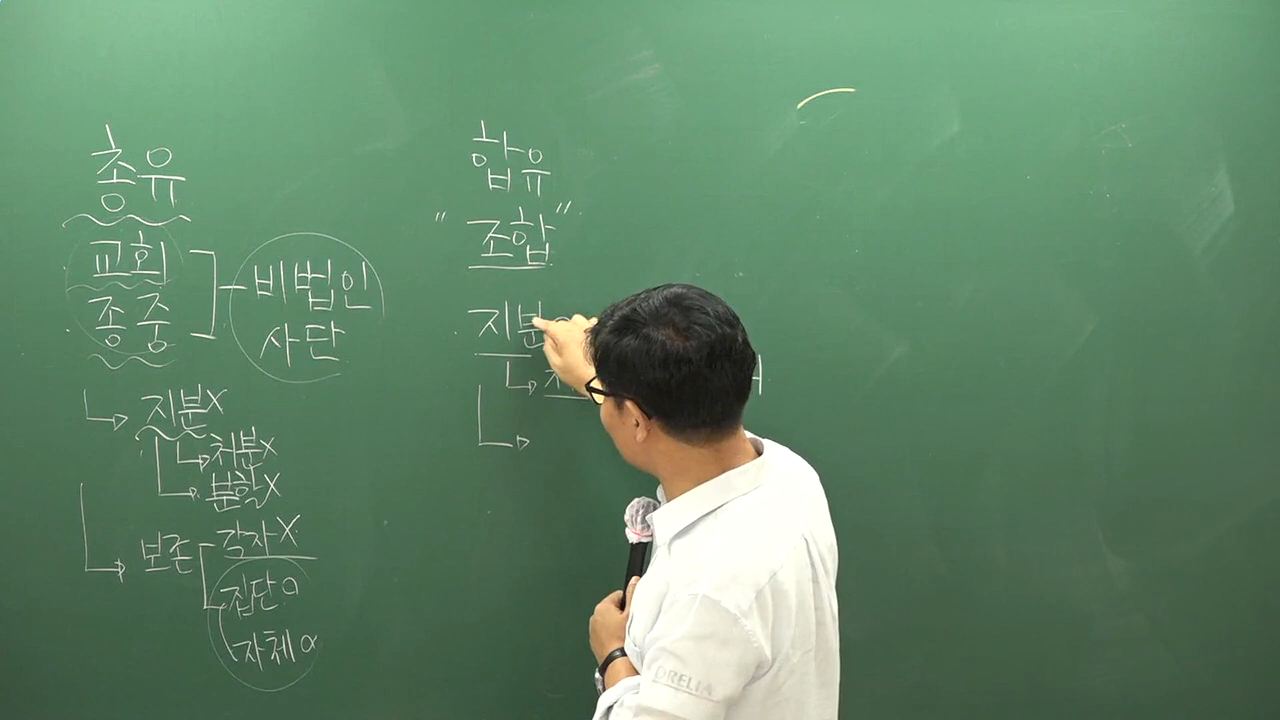 총유
교회
종중
비법인
사단
지분X
처분X
분할X
보존
각자X
집단O
자체O
합유
"조합"
지분
ORELIA